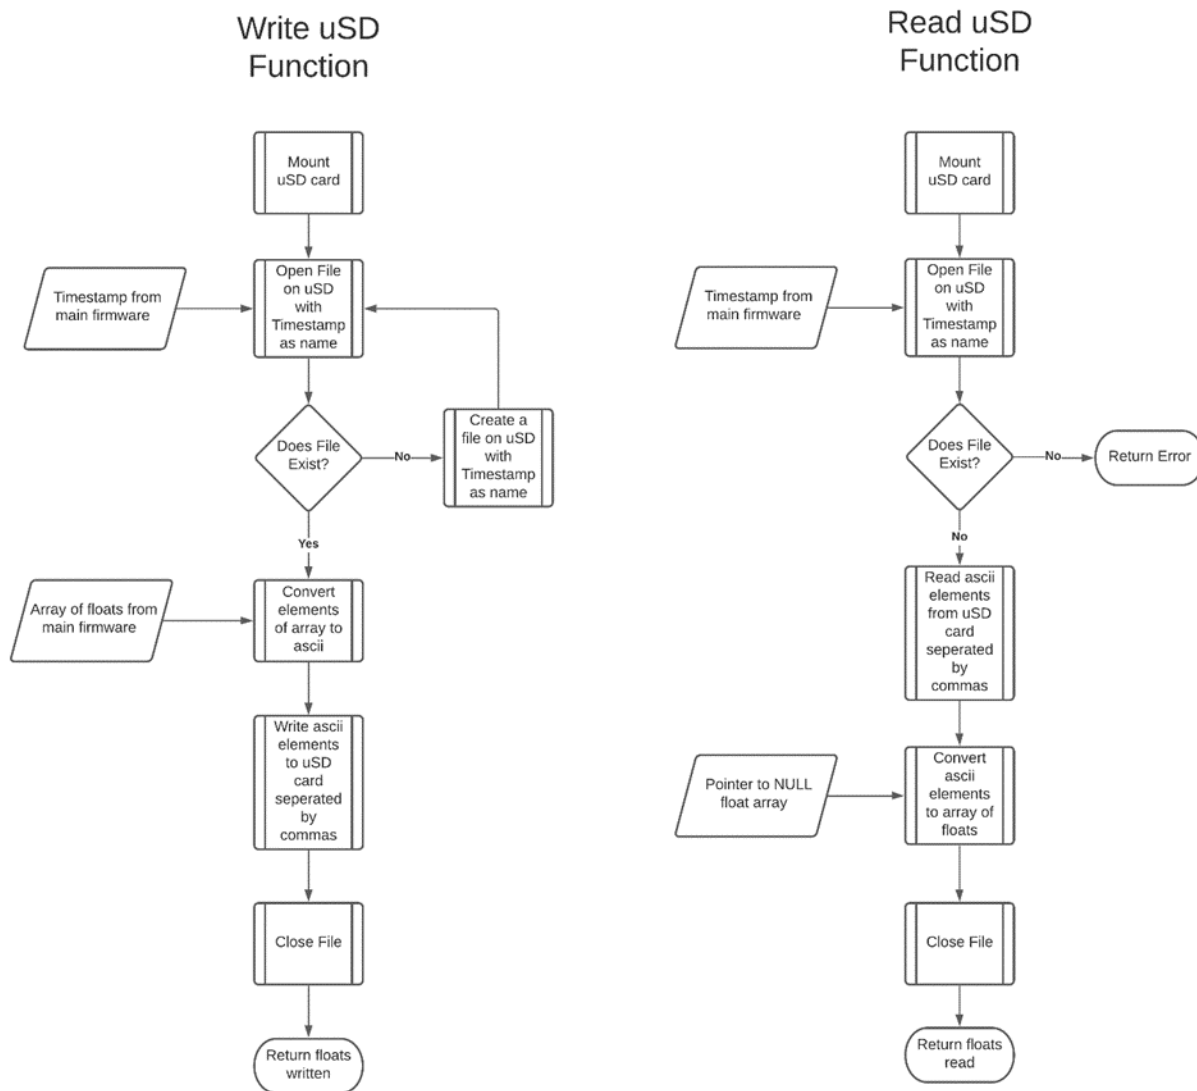 Write uSD
Function
Mount
uSD card
Timestamp from
main firmware
Open File
on uSD
with
Timestamp
as name
Does File
Exist?
No
Create a
file on uSD
with
Timestamp
as name
Yes
Array of floats from
main firmware
Convert
elements
of array to
ascii
Write ascii
elements
to uSD
card
seperated
by
commas
Close File
Return floats
written
Read uSD
Function
Mount
uSD card
Timestamp from
main firmware
Open File
on uSD
with
Timestamp
as name
Does File
Exist?
No
Return Error
No
Read ascii
elements
from uSD
card
seperated
by
commas
Pointer to NULL
float array
Convert
ascii
elements
to array of
floats
Close File
Return floats
read